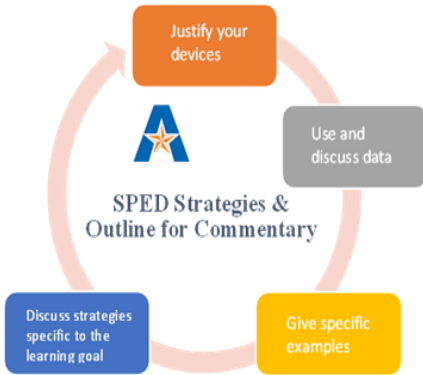 Justify your
devices
Use and
discuss data
SPED Strategies &
Outline for Commentary
Discuss strategies
specific to the
learning goal
Give specific
examples